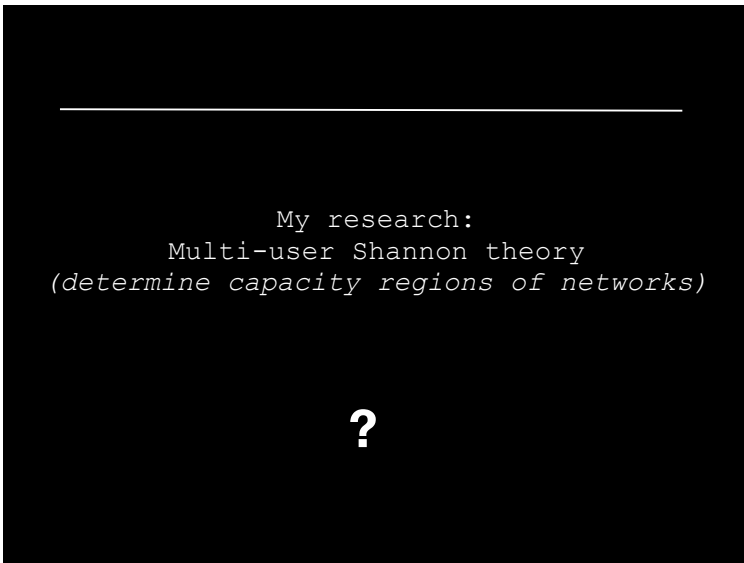 My research:
Multi-user Shannon theory
(determine capacity regions of networks)
?